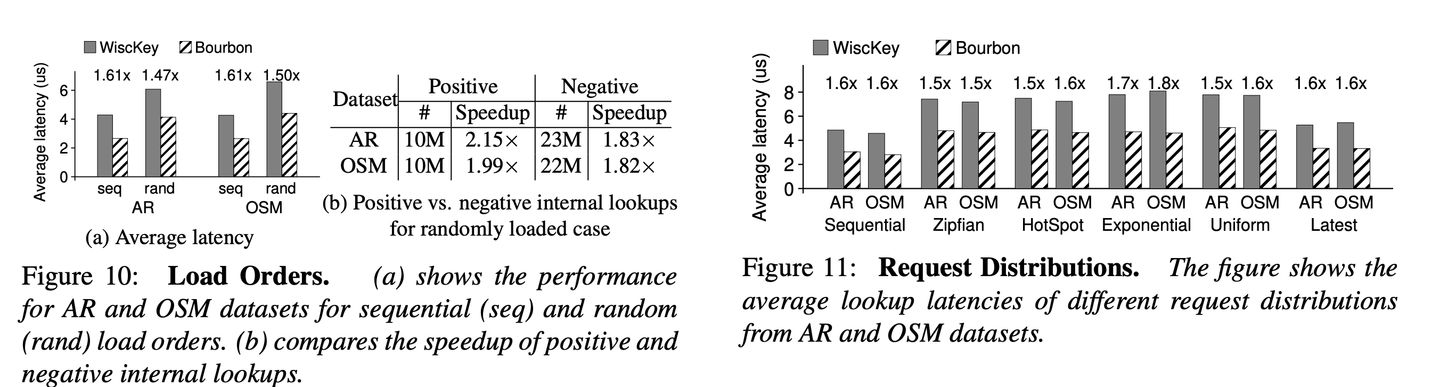 WiscKey Bourbon
Average latency (us)
1.61x 1.47x 1.61x 1.50x
6
4
2
0
seq rand seq rand
AR OSM
(a) Average latency
Dataset Positive Negative
# Speedup # Speedup
AR 10M 2.15× 23M 1.83×
OSM 10M 1.99× 22M 1.82×
(b) Positive vs. negative internal lookups
for randomly loaded case
Figure 10: Load Orders. (a) shows the performance
for AR and OSM datasets for sequential (seq) and random
(rand) load orders. (b) compares the speedup of positive and
negative internal lookups.
WiscKey Bourbon
Average latency (us)
1.6x 1.6x 1.5x 1.5x 1.5x 1.6x 1.7x 1.8x 1.5x 1.6x 1.6x 1.6x
8
6
4
2
0
AR OSM AR OSM AR OSM AR OSM AR OSM AR OSM
Sequential Zipfian HotSpot Exponential Uniform Latest
Figure 11: Request Distributions. The figure shows the
average lookup latencies of different request distributions
from AR and OSM datasets.